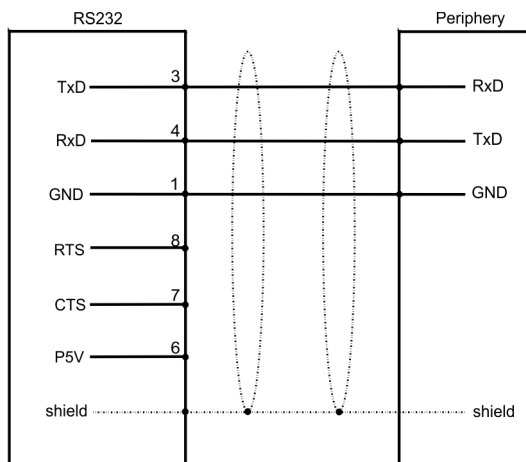 RS232 Periphery
TxD 3 RxD
RxD 4 TxD
GND 1 GND
RTS 8
CTS 7
P5V 6
shield shield